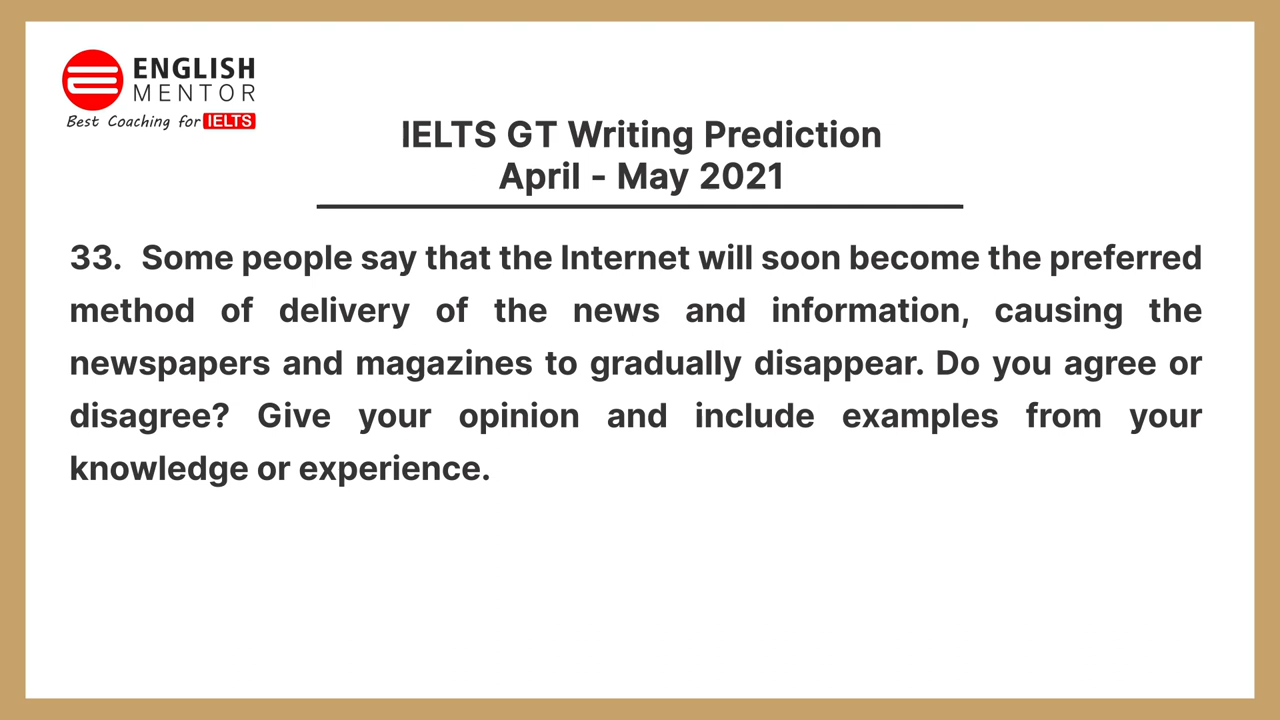 ENGLISH
MENTOR
Best Coaching for IELTS
IELTS GT Writing Prediction
April - May 2021
33. Some people say that the Internet will soon become the preferred
method of delivery of the news and information, causing the
newspapers and magazines to gradually disappear. Do you agree or
disagree? Give your opinion and include examples from your
knowledge or experience.